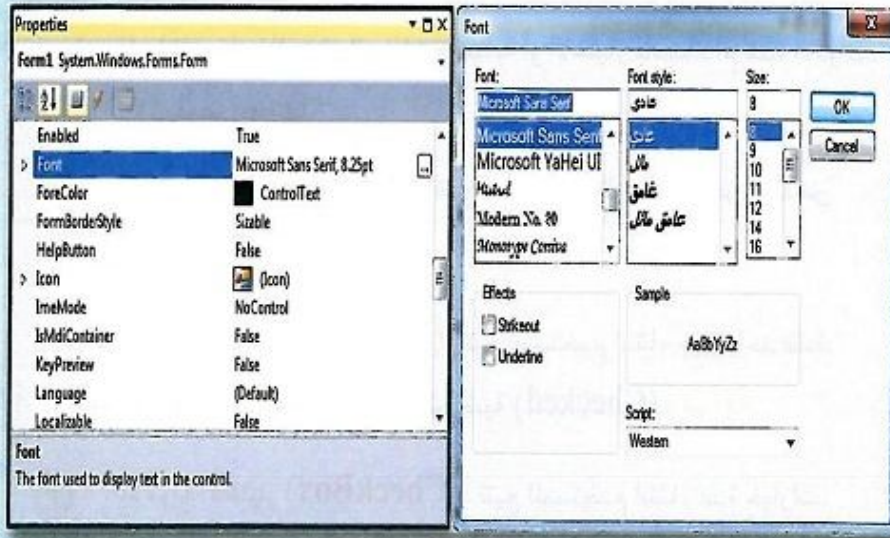 Properties
Form1 System.Windows.Forms.Form
Enabled True
Font Microsoft Sans Serif, 8.25pt ...
ForeColor ControlText
FormBorderStyle Sizable
HelpButton False
Icon (Icon)
ImeMode NoControl
IsMdiContainer False
KeyPreview False
Language (Default)
Localizable False
Font
The font used to display text in the control.
Font
Font: Font style: Size:
Microsoft Sans Serif عادي 8
Microsoft Sans Serif عادي 8
Microsoft YaHei UI مائل 9
Mistral غامق 10
Modern No. 20 غامق مائل 11
Monotype Corsiva 12
14
16
OK
Cancel
Effects
Strikeout
Underline
Sample
AaBbYyZz
Script:
Western